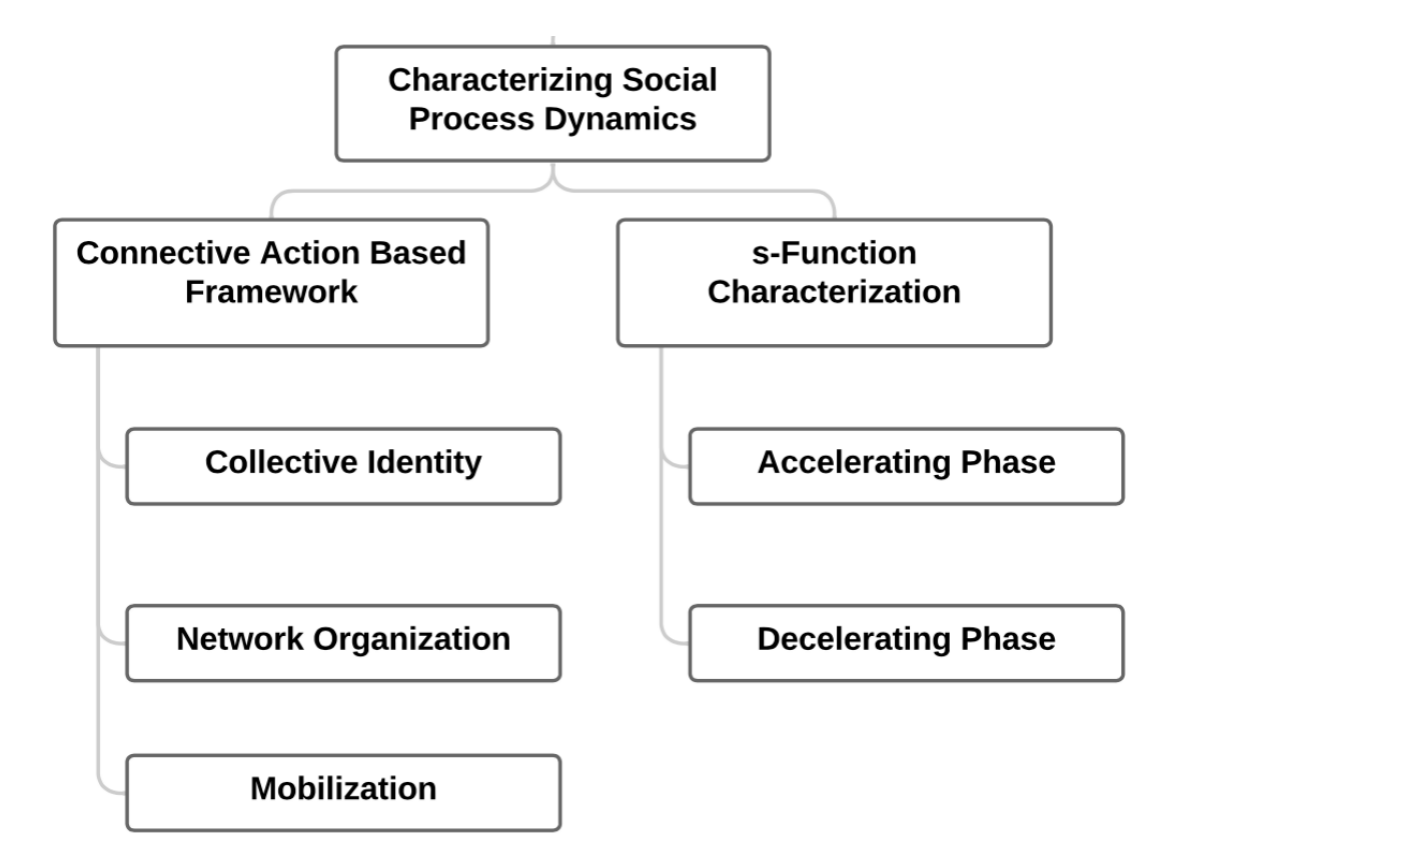 Characterizing Social
Process Dynamics
Connective Action Based
Framework
s-Function
Characterization
Collective Identity
Accelerating Phase
Network Organization
Decelerating Phase
Mobilization